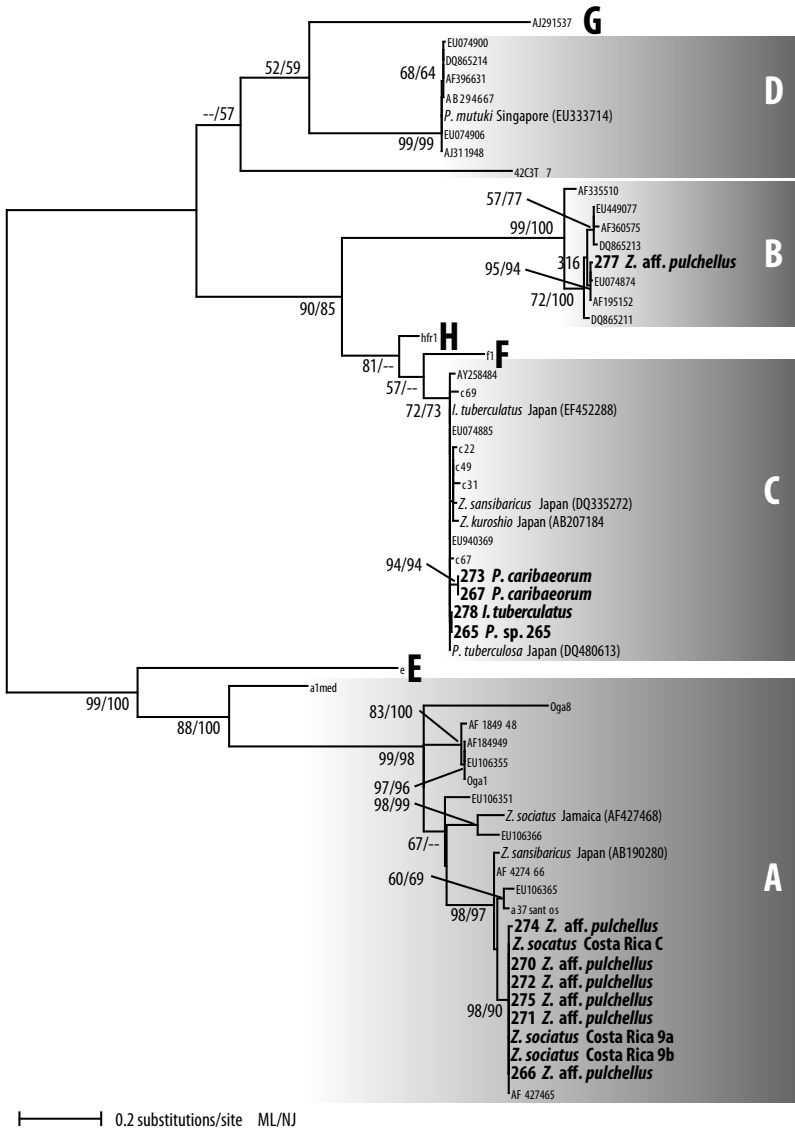 AJ291537 G
EU074900
52/59
DQ865214
68/64
AF396631
D
AB294667
--/57
P. mutuki Singapore (EU333714)
EU074906
99/99
AJ311948
42C3T 7
AF335510
57/77
EU449077
99/100
AF360575
DQ865213
B
316
277 Z. aff. pulchellus
95/94
EU074874
72/100
AF195152
90/85
DQ865211
hfr1 H
f1 F
81/--
57/--
AY258484
c69
72/73
I. tuberculatus Japan (EF452288)
EU074885
c22
c49
c31
C
Z. sansibaricus Japan (DQ335272)
Z. kuroshio Japan (AB207184
EU940369
c67
94/94
273 P. caribaeorum
267 P. caribaeorum
278 I. tuberculatus
265 P. sp. 265
P. tuberculosa Japan (DQ480613)
e E
a1med
99/100
88/100
83/100
Oga8
AF 1849 48
AF184949
99/98
EU106355
97/96
Oga1
98/99
EU106351
Z. sociatus Jamaica (AF427468)
EU106366
67/--
Z. sansibaricus Japan (AB190280)
AF 4274 66
60/69
A
EU106365
a37 sant os
98/97
274 Z. aff. pulchellus
Z. socatus Costa Rica C
270 Z. aff. pulchellus
272 Z. aff. pulchellus
275 Z. aff. pulchellus
98/90
271 Z. aff. pulchellus
Z. sociatus Costa Rica 9a
Z. sociatus Costa Rica 9b
266 Z. aff. pulchellus
AF 427465
0.2 substitutions/site ML/NJ